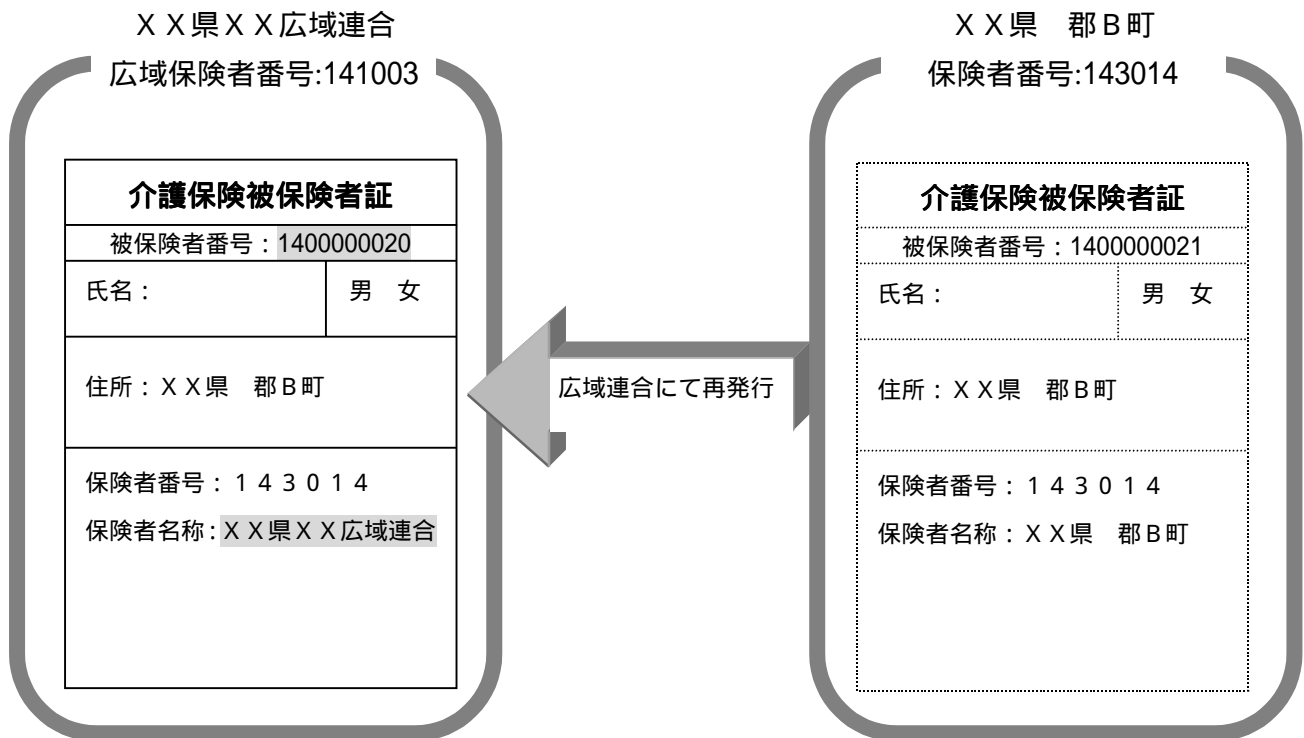 ＸＸ県ＸＸ広域連合
広域保険者番号:141003
介護保険被保険者証
被保険者番号：1400000020
氏名：
男　女
住所：ＸＸ県　郡Ｂ町
保険者番号：１４３０１４
保険者名称：ＸＸ県ＸＸ広域連合
広域連合にて再発行
ＸＸ県　郡Ｂ町
保険者番号:143014
介護保険被保険者証
被保険者番号：1400000021
氏名：
男　女
住所：ＸＸ県　郡Ｂ町
保険者番号：１４３０１４
保険者名称：ＸＸ県　郡Ｂ町